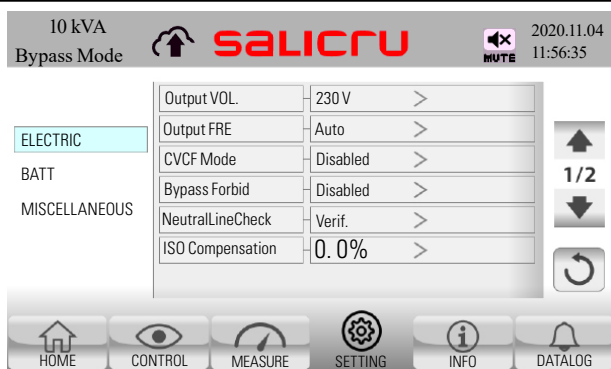 10 kVA
Bypass Mode
salicru
MUTE
2020.11.04
11:56:35
ELECTRIC
BATT
MISCELLANEOUS
Output VOL. 230 V >
Output FRE Auto >
CVCF Mode Disabled >
Bypass Forbid Disabled >
NeutralLineCheck Verif. >
ISO Compensation 0.0% >
1/2
HOME CONTROL MEASURE SETTING INFO DATALOG